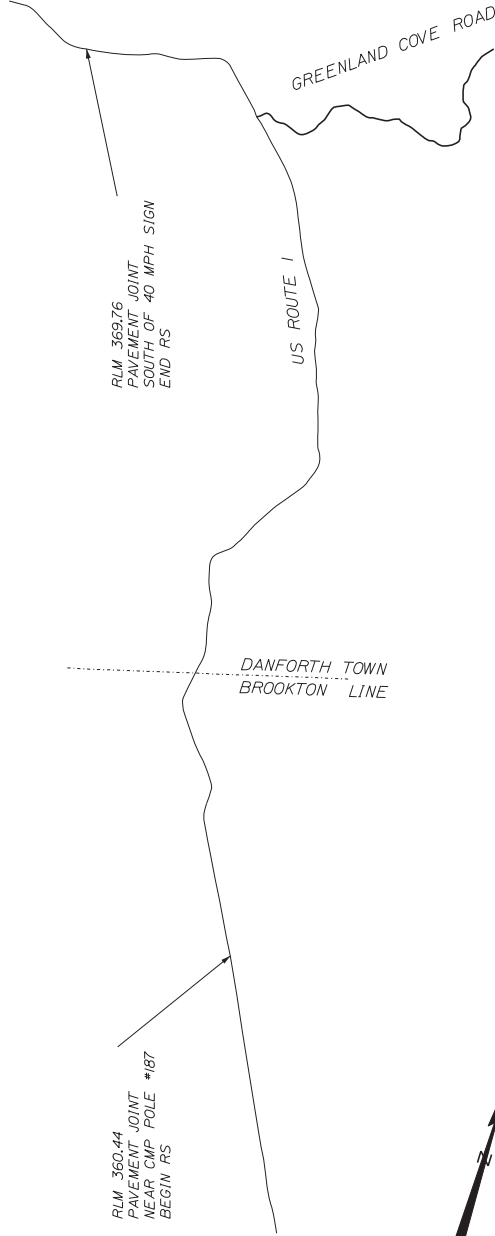 GREENLAND COVE ROAD
RLM 369.76
PAVEMENT JOINT
SOUTH OF 40 MPH SIGN
END RS
US ROUTE 1
DANFORTH TOWN
BROOKTON LINE
RLM 360.44
PAVEMENT JOINT
NEAR CMP POLE #187
BEGIN RS
N